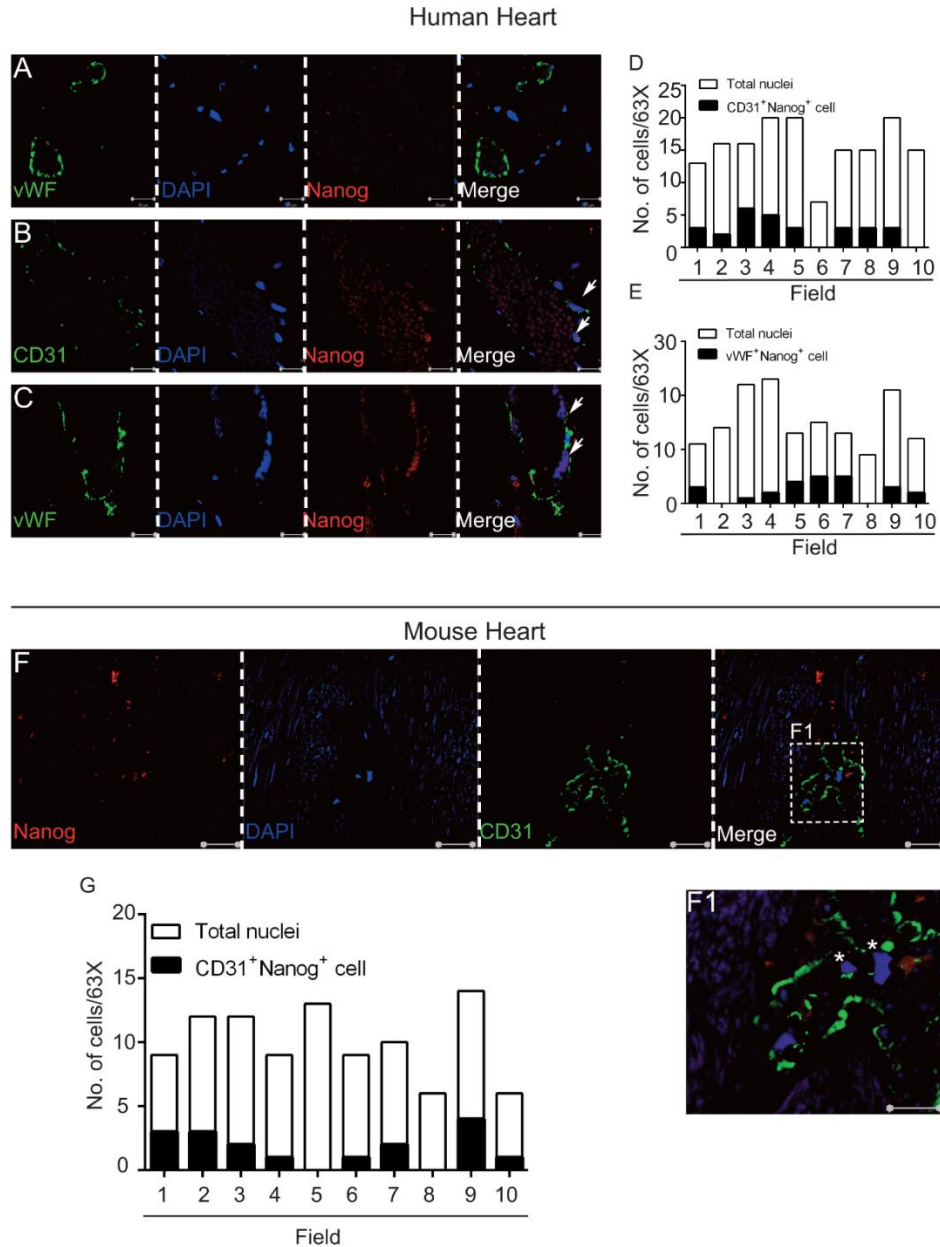 Human Heart
A
vWF
DAPI
Nanog
Merge
B
CD31
DAPI
Nanog
Merge
C
vWF
DAPI
Nanog
Merge
D
Total nuclei
CD31+Nanog+ cell
No. of cells/63X
25
20
15
10
5
0
1 2 3 4 5 6 7 8 9 10
Field
E
Total nuclei
vWF+Nanog+ cell
No. of cells/63X
30
10
10
0
1 2 3 4 5 6 7 8 9 10
Field
Mouse Heart
F
Nanog
DAPI
CD31
F1
Merge
G
Total nuclei
CD31+Nanog+ cell
No. of cells/63X
20
15
10
5
0
1 2 3 4 5 6 7 8 9 10
Field
F1
* *